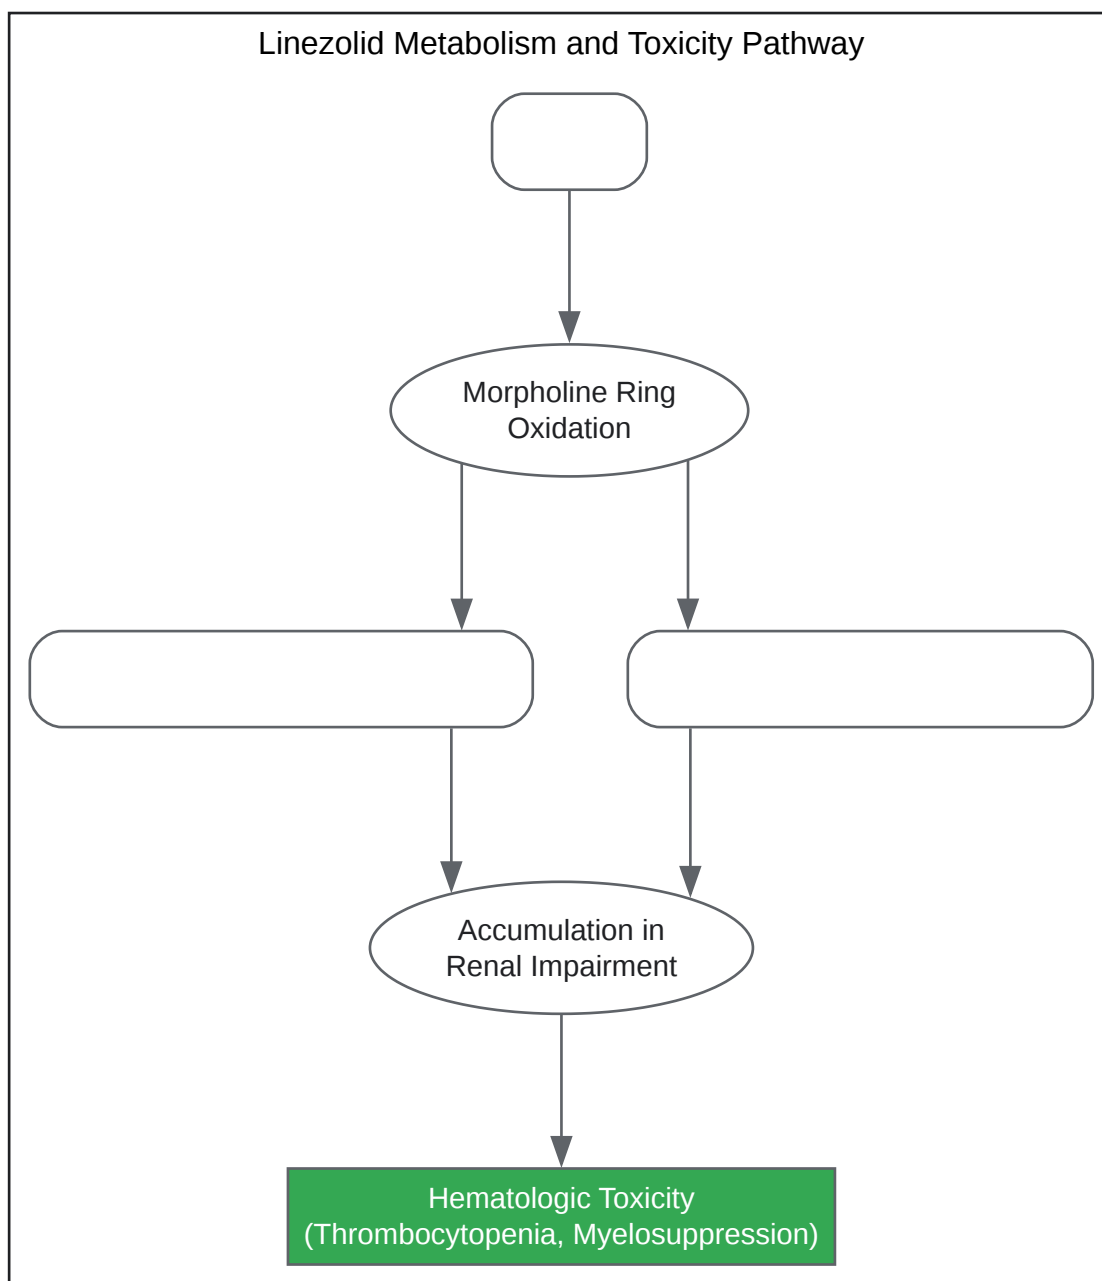 Linezolid Metabolism and Toxicity Pathway
Morpholine Ring
Oxidation
Accumulation in
Renal Impairment
Hematologic Toxicity
(Thrombocytopenia, Myelosuppression)